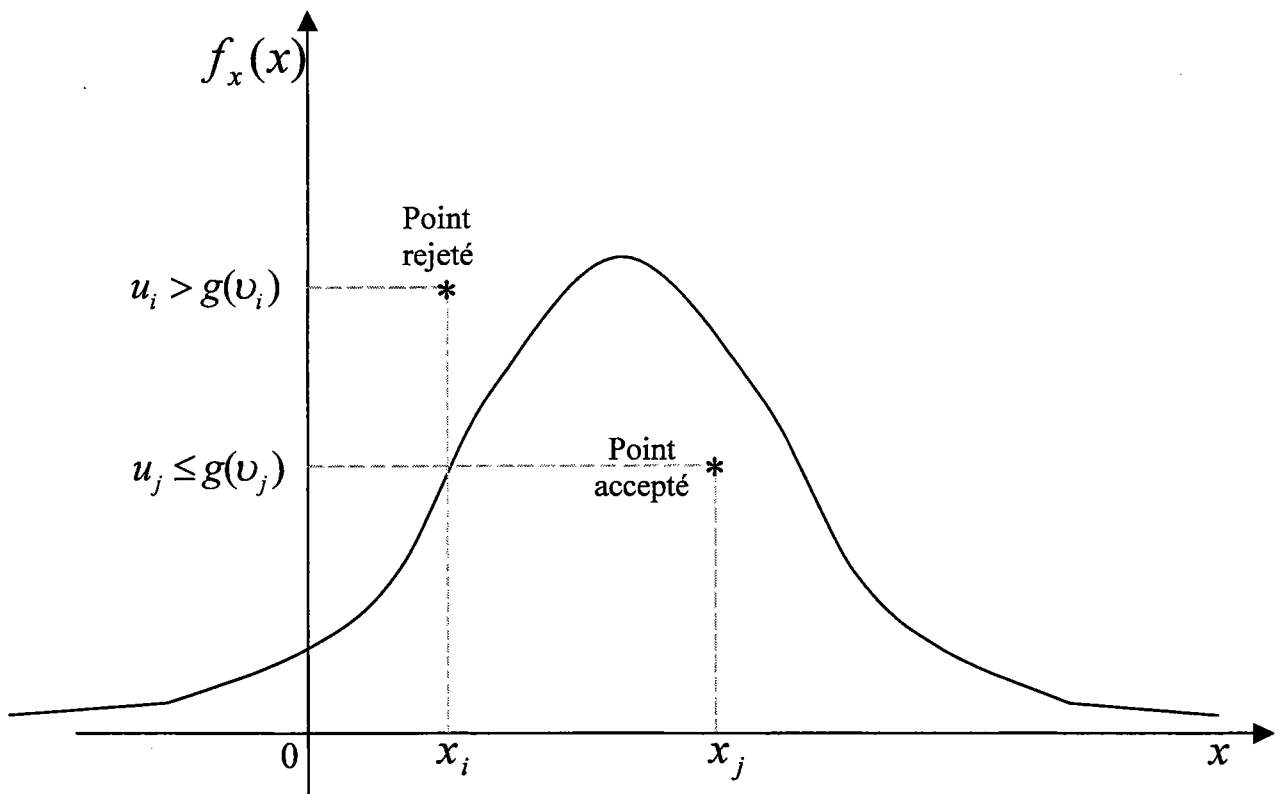 f_x(x)
Point
rejeté
u_i > g(υ_i)
u_j ≤ g(υ_j)
Point
accepté
0
x_i
x_j
x